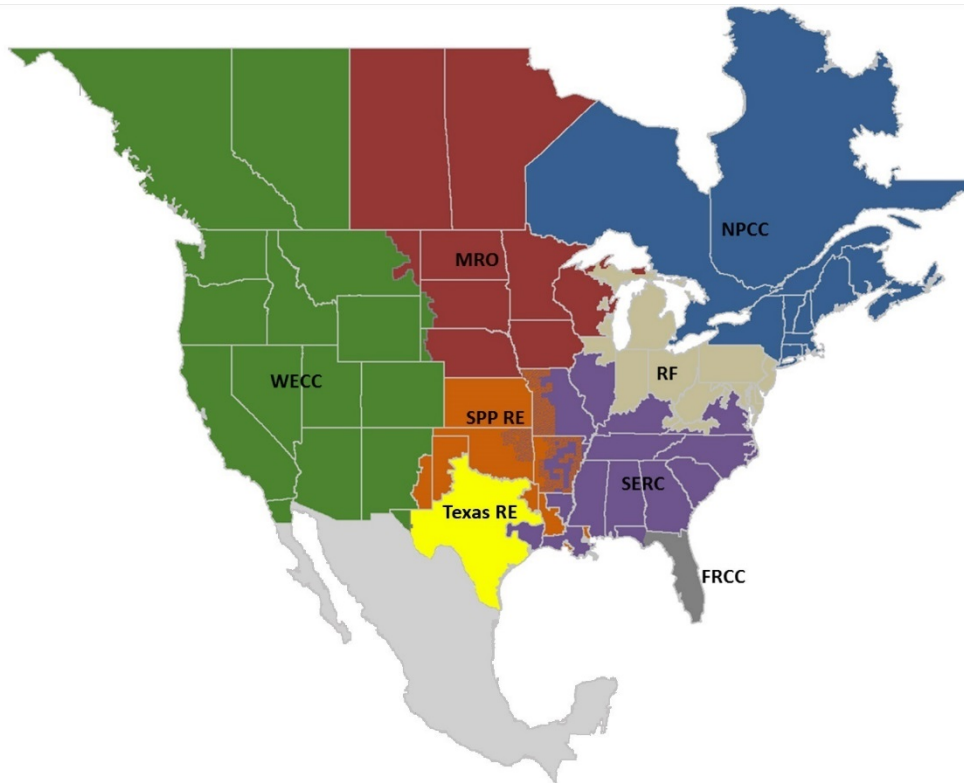 NPCC
MRO
WECC
RF
SPP RE
SERC
Texas RE
FRCC